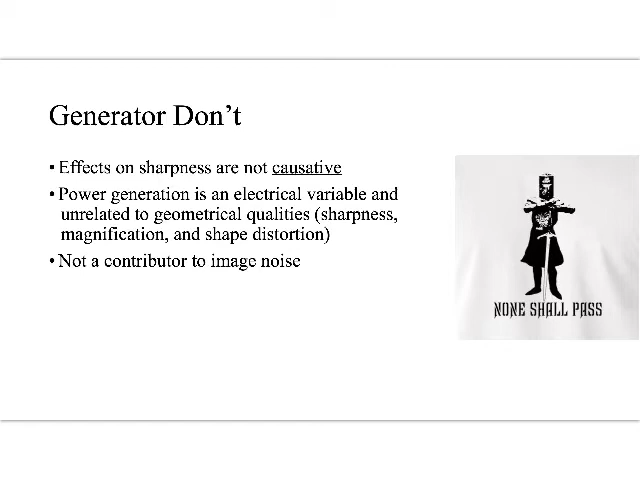 Generator Don’t
• Effects on sharpness are not causative
• Power generation is an electrical variable and
unrelated to geometrical qualities (sharpness,
magnification, and shape distortion)
• Not a contributor to image noise
NONE SHALL PASS